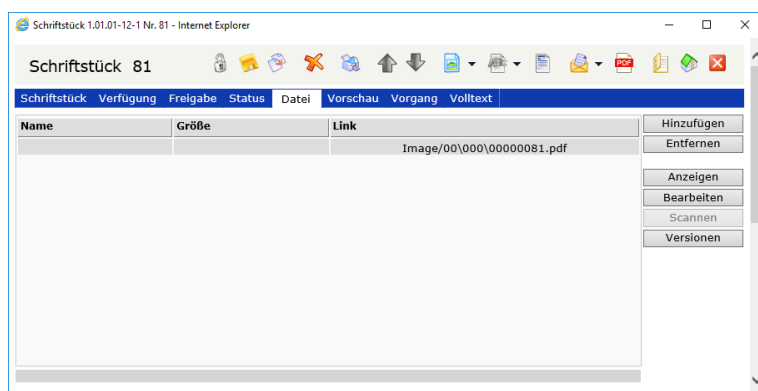 Schriftstück 1.01.01-12-1 Nr. 81 - Internet Explorer
Schriftstück 81
PDF
Schriftstück Verfügung Freigabe Status Datei Vorschau Vorgang Volltext
Name Größe Link
Image/00\000\00000081.pdf
Hinzufügen
Entfernen
Anzeigen
Bearbeiten
Scannen
Versionen